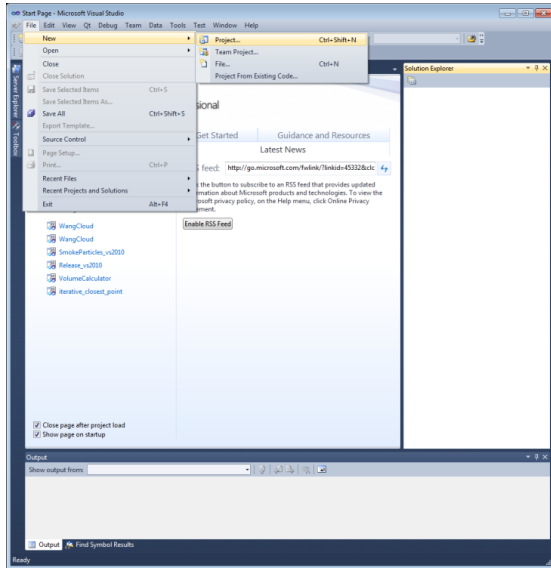 Start Page - Microsoft Visual Studio
File Edit View Qt Debug Team Data Tools Test Window Help
New
Project... Ctrl+Shift+N
Open
Team Project...
Close
File... Ctrl+N
Solution Explorer
Close Solution
Project From Existing Code...
Save Selected Items Ctrl+S
Save Selected Items As...
Save All Ctrl+Shift+S
sional
Export Template...
Source Control
Get Started Guidance and Resources
Page Setup...
Latest News
Print... Ctrl+P
feed: http://go.microsoft.com/fwlink/?linkid=45332&clc
Recent Files
the button to subscribe to an RSS feed that provides updated
Recent Projects and Solutions
rmation about Microsoft products and technologies. To view the
rosoft privacy policy, on the Help menu, click Online Privacy
Exit Alt+F4
ement.
WangCloud
Enable RSS Feed
WangCloud
SmokeParticles_vs2010
Release_vs2010
VolumeCalculator
iterative_closest_point
Close page after project load
Show page on startup
Output
Show output from:
Output Find Symbol Results
Ready
Server Explorer
Toolbox